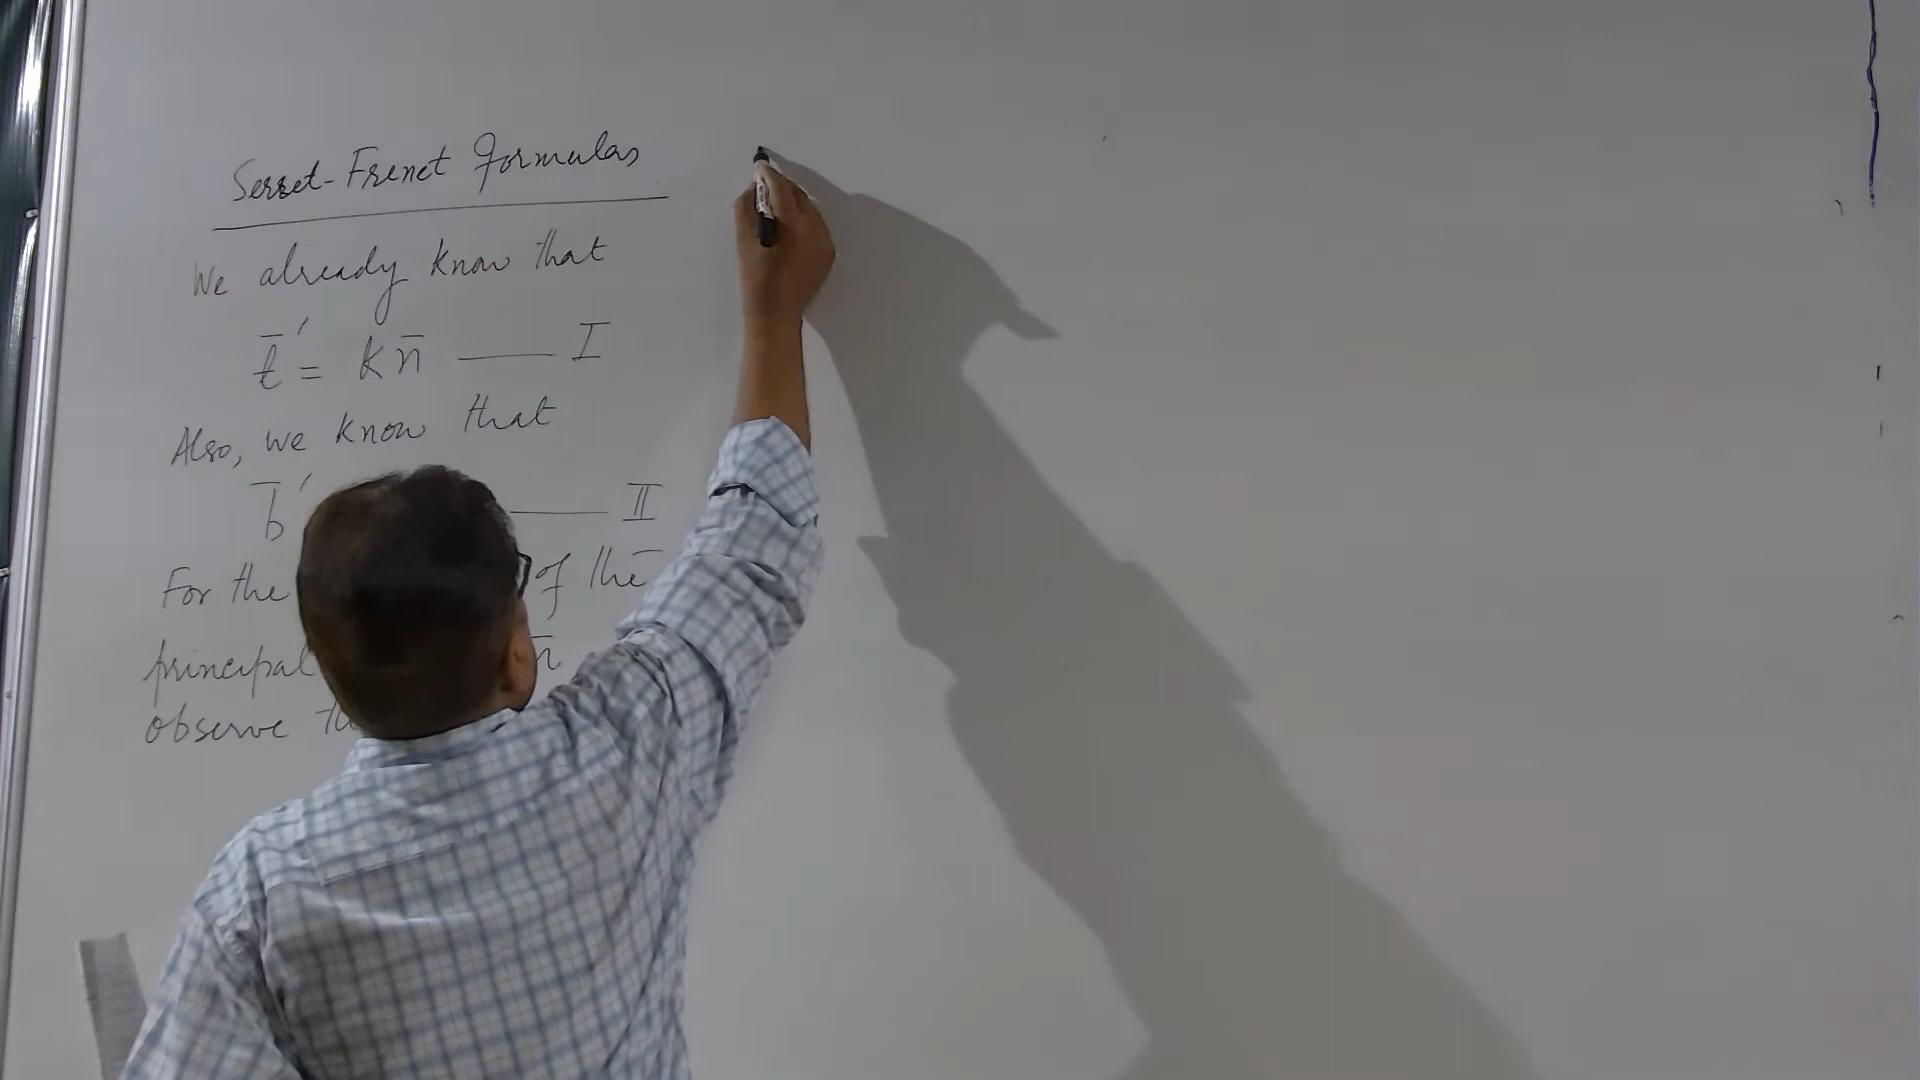 Serret-Frenet Formulas
We already know that
t̄' = k n̄ —— I
Also, we know that
b̄' —— II
For the of the
principal n̄
observe